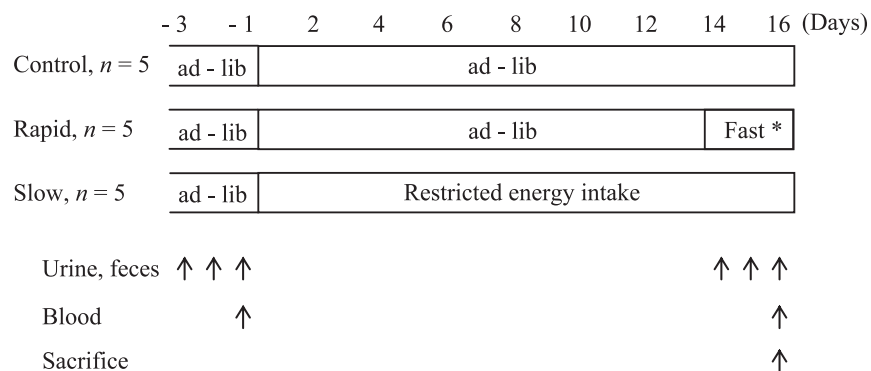 - 3 - 1 2 4 6 8 10 12 14 16 (Days)
Control, n = 5 ad - lib ad - lib
Rapid, n = 5 ad - lib ad - lib Fast *
Slow, n = 5 ad - lib Restricted energy intake
Urine, feces
Blood
Sacrifice